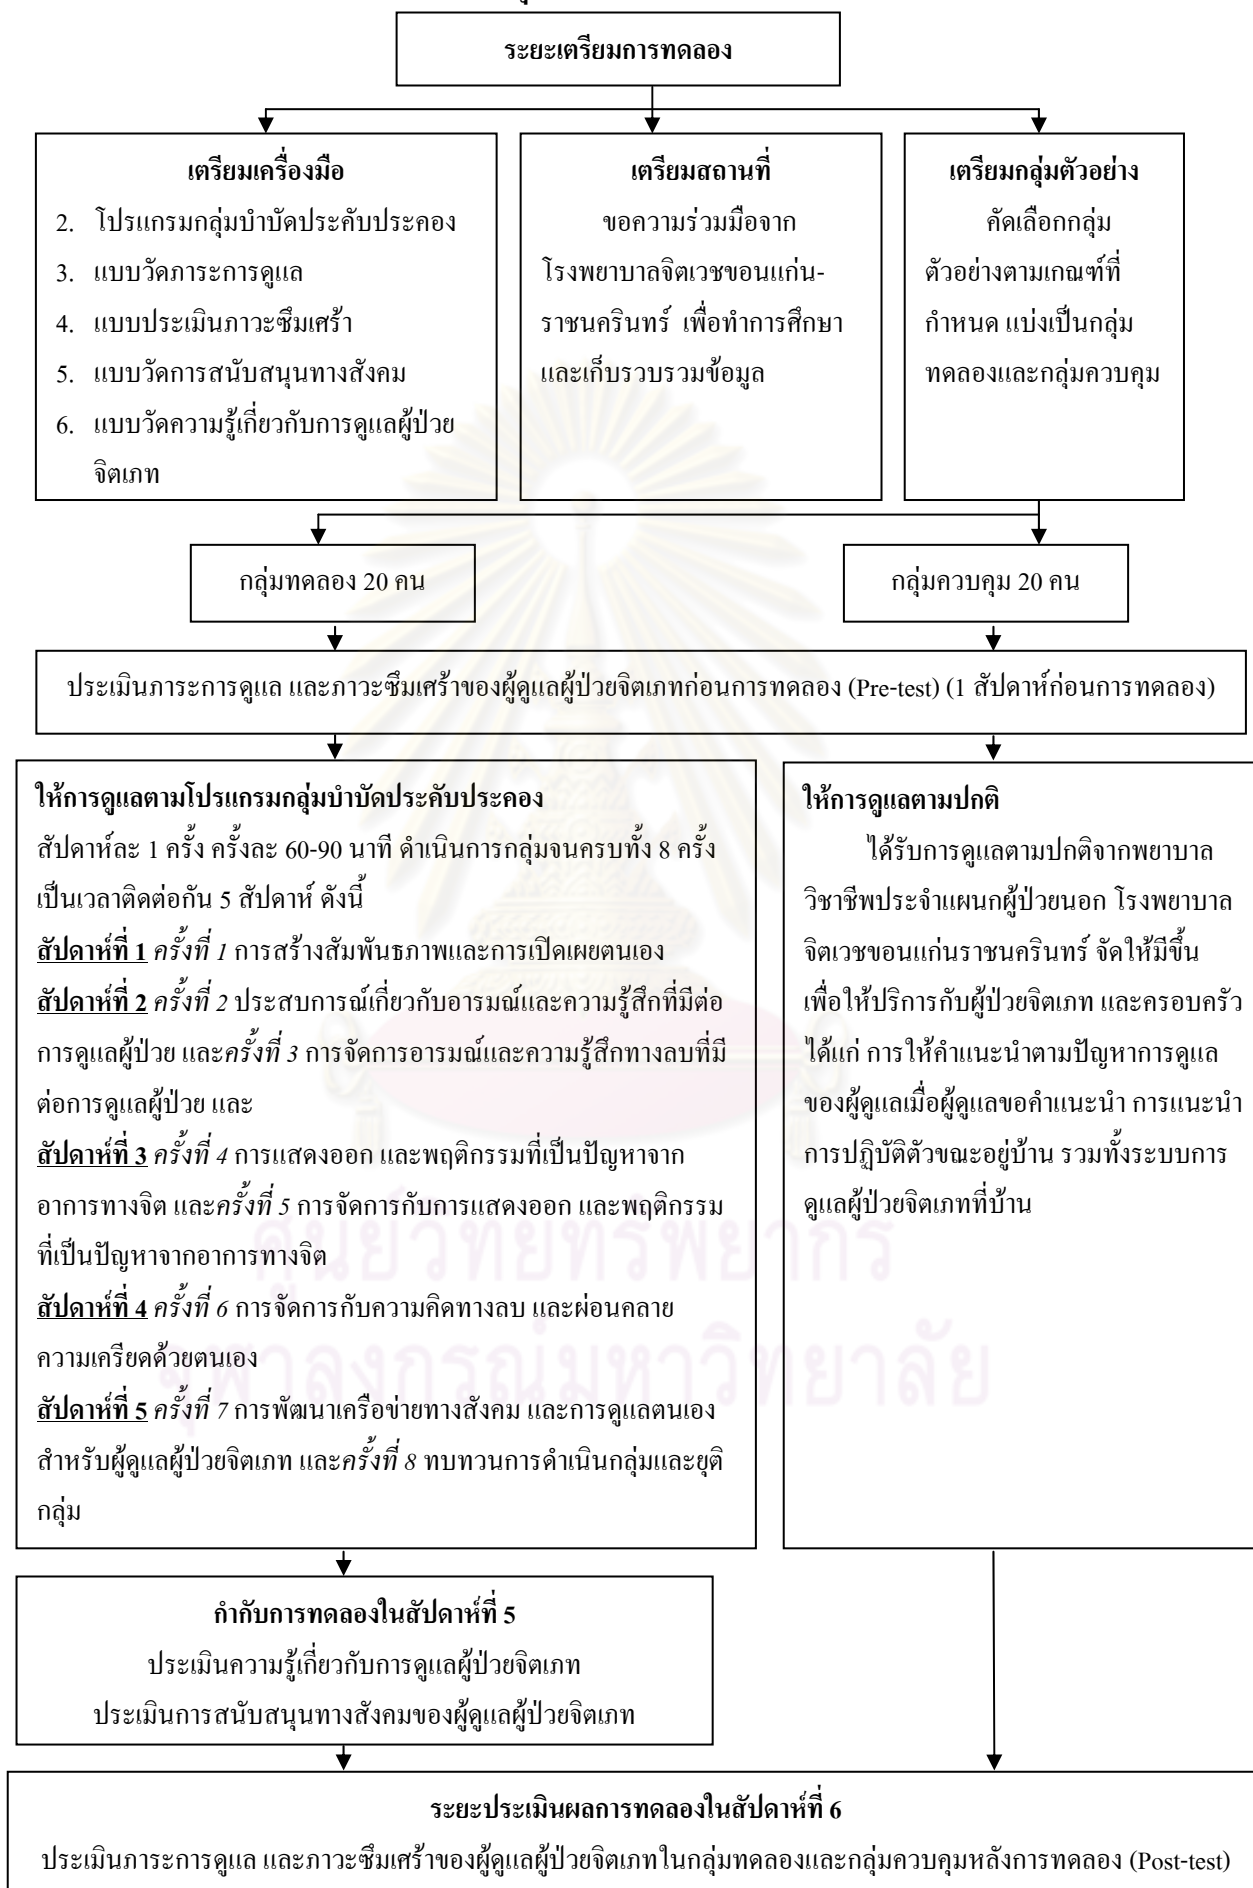 ระยะเตรียมการทดลอง
เตรียมเครื่องมือ
2. โปรแกรมกลุ่มบำบัดประคับประคอง
3. แบบวัดภาระการดูแล
4. แบบประเมินภาวะซึมเศร้า
5. แบบวัดการสนับสนุนทางสังคม
6. แบบวัดความรู้เกี่ยวกับการดูแลผู้ป่วย
จิตเภท
เตรียมสถานที่
ขอความร่วมมือจาก
โรงพยาบาลจิตเวชขอนแก่น-
ราชนครินทร์ เพื่อทำการศึกษา
และเก็บรวบรวมข้อมูล
เตรียมกลุ่มตัวอย่าง
คัดเลือกกลุ่ม
ตัวอย่างตามเกณฑ์ที่
กำหนด แบ่งเป็นกลุ่ม
ทดลองและกลุ่มควบคุม
กลุ่มทดลอง 20 คน
กลุ่มควบคุม 20 คน
ประเมินภาระการดูแล และภาวะซึมเศร้าของผู้ดูแลผู้ป่วยจิตเภทก่อนการทดลอง (Pre-test) (1 สัปดาห์ก่อนการทดลอง)
ให้การดูแลตามโปรแกรมกลุ่มบำบัดประคับประคอง
สัปดาห์ละ 1 ครั้ง ครั้งละ 60-90 นาที ดำเนินการกลุ่มจนครบทั้ง 8 ครั้ง
เป็นเวลาติดต่อกัน 5 สัปดาห์ ดังนี้
สัปดาห์ที่ 1 ครั้งที่ 1 การสร้างสัมพันธภาพและการเปิดเผยตนเอง
สัปดาห์ที่ 2 ครั้งที่ 2 ประสบการณ์เกี่ยวกับอารมณ์และความรู้สึกที่มีต่อ
การดูแลผู้ป่วย และครั้งที่ 3 การจัดการอารมณ์และความรู้สึกทางลบที่มี
ต่อการดูแลผู้ป่วย และ
สัปดาห์ที่ 3 ครั้งที่ 4 การแสดงออก และพฤติกรรมที่เป็นปัญหาจาก
อาการทางจิต และครั้งที่ 5 การจัดการกับการแสดงออก และพฤติกรรม
ที่เป็นปัญหาจากอาการทางจิต
สัปดาห์ที่ 4 ครั้งที่ 6 การจัดการกับความคิดทางลบ และผ่อนคลาย
ความเครียดด้วยตนเอง
สัปดาห์ที่ 5 ครั้งที่ 7 การพัฒนาเครือข่ายทางสังคม และการดูแลตนเอง
สำหรับผู้ดูแลผู้ป่วยจิตเภท และครั้งที่ 8 ทบทวนการดำเนินกลุ่มและยุติ
กลุ่ม
ให้การดูแลตามปกติ
ได้รับการดูแลตามปกติจากพยาบาล
วิชาชีพประจำแผนกผู้ป่วยนอก โรงพยาบาล
จิตเวชขอนแก่นราชนครินทร์ จัดให้มีขึ้น
เพื่อให้ปริการกับผู้ป่วยจิตเภท และครอบครัว
ได้แก่ การให้คำแนะนำตามปัญหาการดูแล
ของผู้ดูแลเมื่อผู้ดูแลขอคำแนะนำ การแนะนำ
การปฏิบัติตัวขณะอยู่บ้าน รวมทั้งระบบการ
ดูแลผู้ป่วยจิตเภทที่บ้าน
ศูนย์วิทยทรัพยากร
จุฬาลงกรณ์มหาวิทยาลัย
กำกับการทดลองในสัปดาห์ที่ 5
ประเมินความรู้เกี่ยวกับการดูแลผู้ป่วยจิตเภท
ประเมินการสนับสนุนทางสังคมของผู้ดูแลผู้ป่วยจิตเภท
ระยะประเมินผลการทดลองในสัปดาห์ที่ 6
ประเมินภาระการดูแล และภาวะซึมเศร้าของผู้ดูแลผู้ป่วยจิตเภทในกลุ่มทดลองและกลุ่มควบคุมหลังการทดลอง (Post-test)